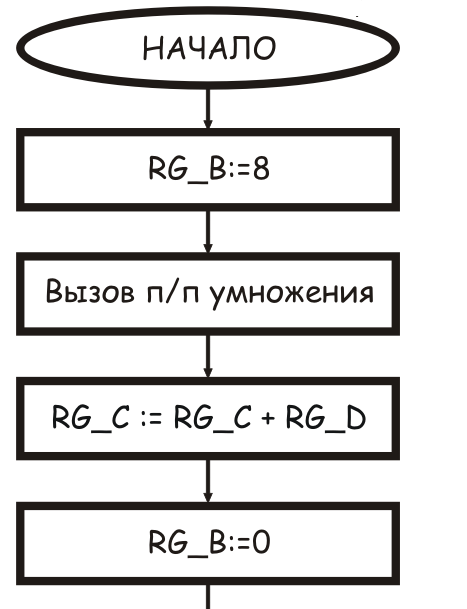 НАЧАЛО
RG_B:=8
Вызов п/п умножения
RG_C := RG_C + RG_D
RG_B:=0